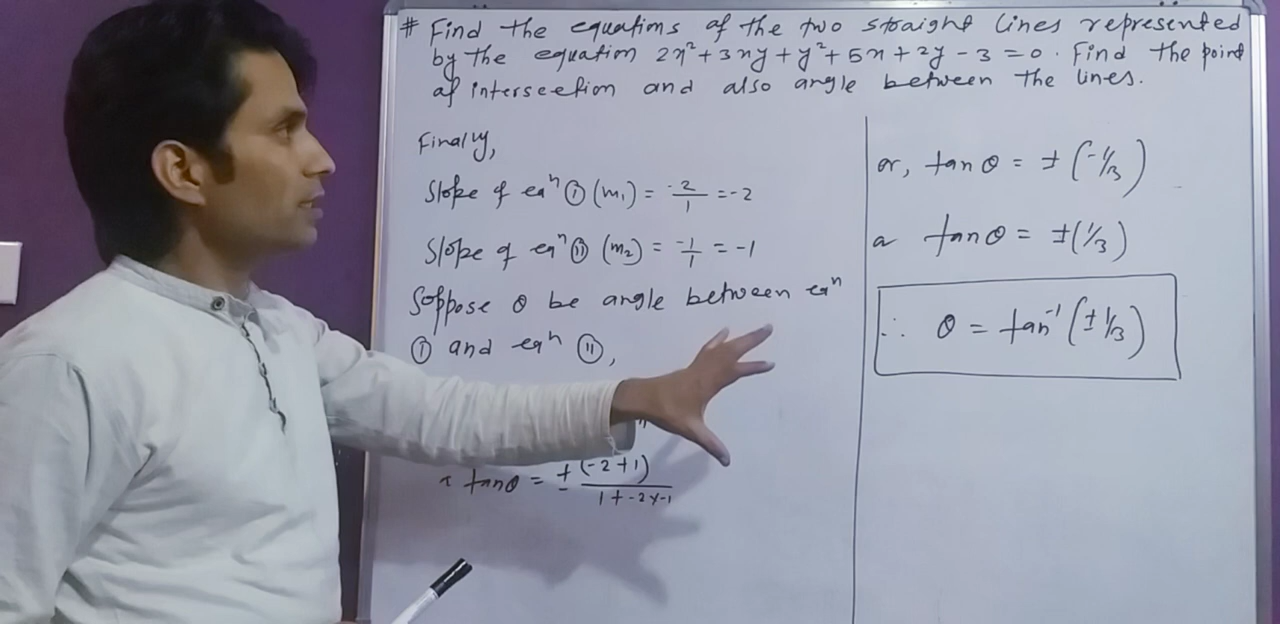 # Find the equations of the two straight lines represented
by the equation 2x² + 3xy + y² + 5x + 2y - 3 = 0. Find the point
of intersection and also angle between the lines.
Finally,
Slope of eqⁿ Ⓘ (m₁) = -2/1 = -2
Slope of eqⁿ ⑪ (m₂) = -1/1 = -1
Suppose θ be angle between eqⁿ
Ⓘ and eqⁿ ⑪,
tanθ = ± (-2+1)/(1+-2×-1)
or, tanθ = ± (-1/3)
tanθ = ±(1/3)
∴ θ = tan⁻¹(±1/3)